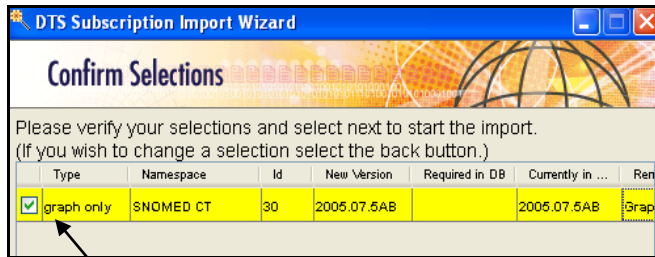 DTS Subscription Import Wizard
Confirm Selections
Please verify your selections and select next to start the import.
(If you wish to change a selection select the back button.)
Type Namespace Id New Version Required in DB Currently in ... Ren
graph only SNOMED CT 30 2005.07.5AB 2005.07.5AB Grap